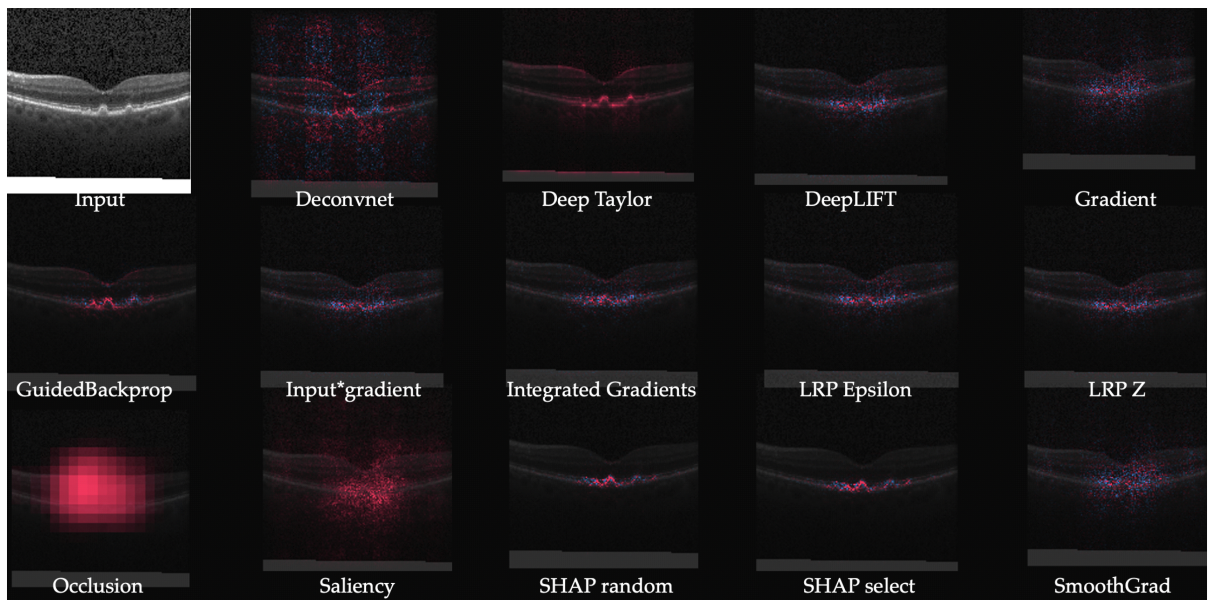 Input
Deconvnet
Deep Taylor
DeepLIFT
Gradient
GuidedBackprop
Input*gradient
Integrated Gradients
LRP Epsilon
LRP Z
Occlusion
Saliency
SHAP random
SHAP select
SmoothGrad